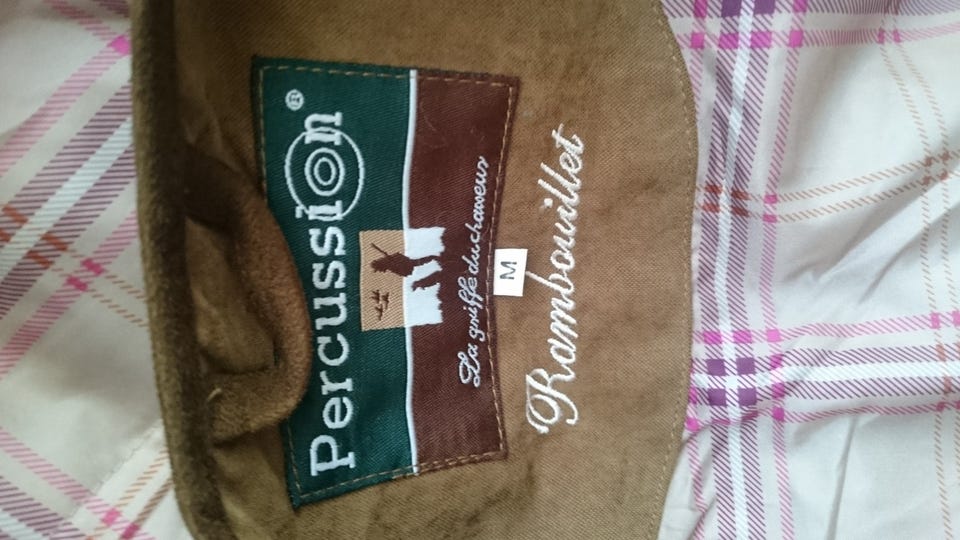 Percussion®
La griffe du chasseur
M
Rambouillet